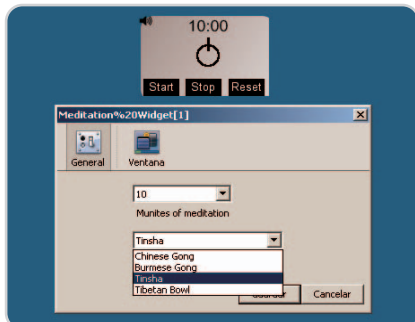 10:00
Start Stop Reset
Meditation%20Widget[1]
General Ventana
10
Munites of meditation
Tinsha
Chinese Gong
Burmese Gong
Tinsha
Tibetan Bowl
Cancelar